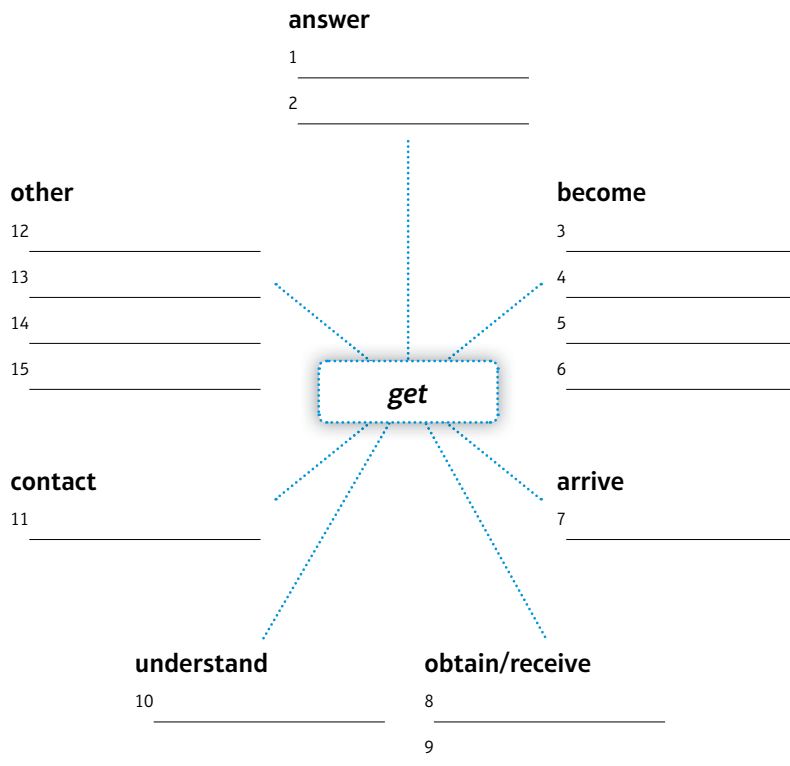 answer
1
2
other
12
13
14
15
become
3
4
5
6
get
contact
11
arrive
7
understand
10
obtain/receive
8
9